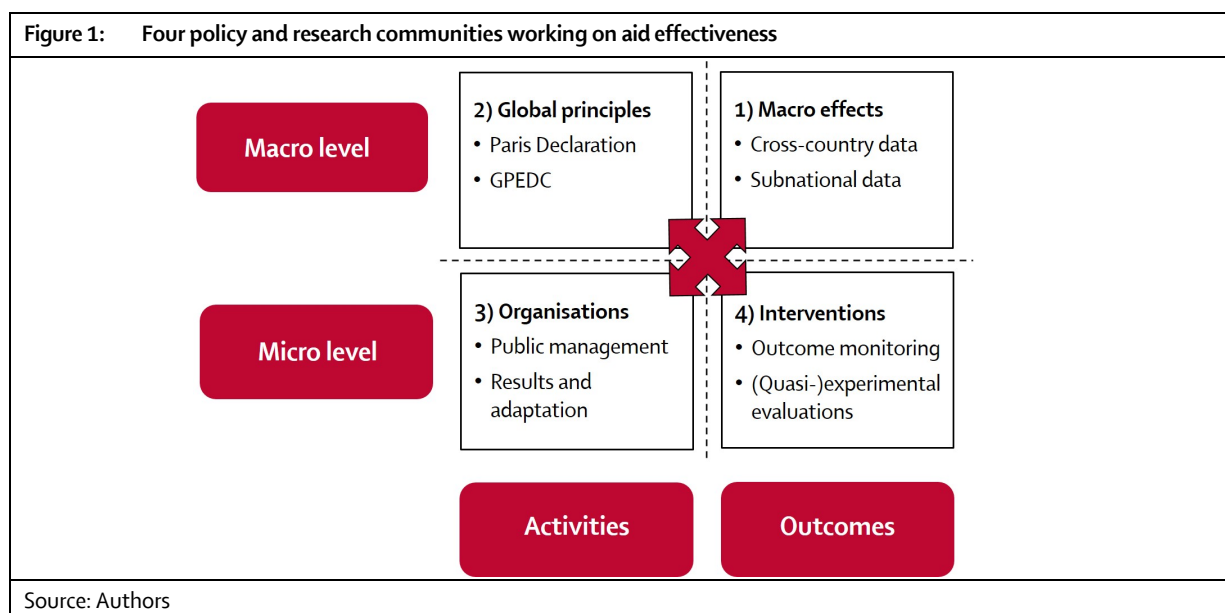 Figure 1: Four policy and research communities working on aid effectiveness
Macro level
2) Global principles
• Paris Declaration
• GPEDC
1) Macro effects
• Cross-country data
• Subnational data
Micro level
3) Organisations
• Public management
• Results and
adaptation
4) Interventions
• Outcome monitoring
• (Quasi-)experimental
evaluations
Activities
Outcomes
Source: Authors